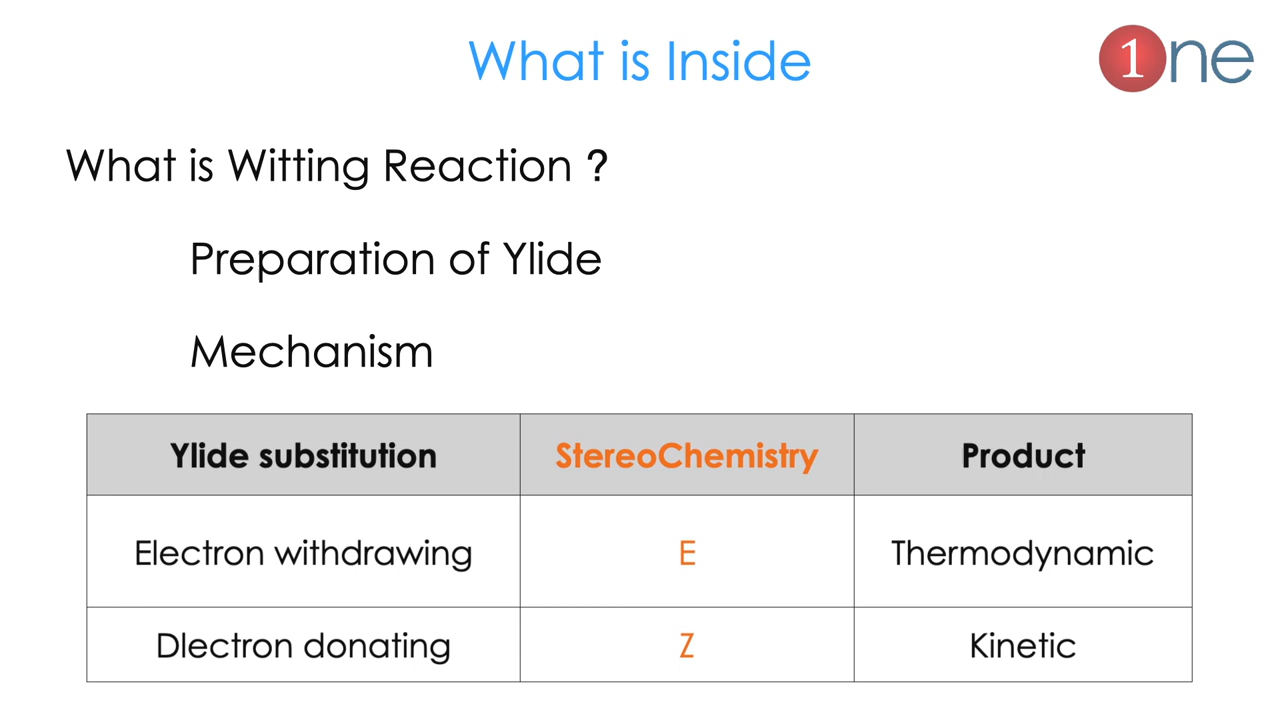 What is Inside
1ne
What is Witting Reaction ?
Preparation of Ylide
Mechanism
Ylide substitution StereoChemistry Product
Electron withdrawing E Thermodynamic
Dlectron donating Z Kinetic